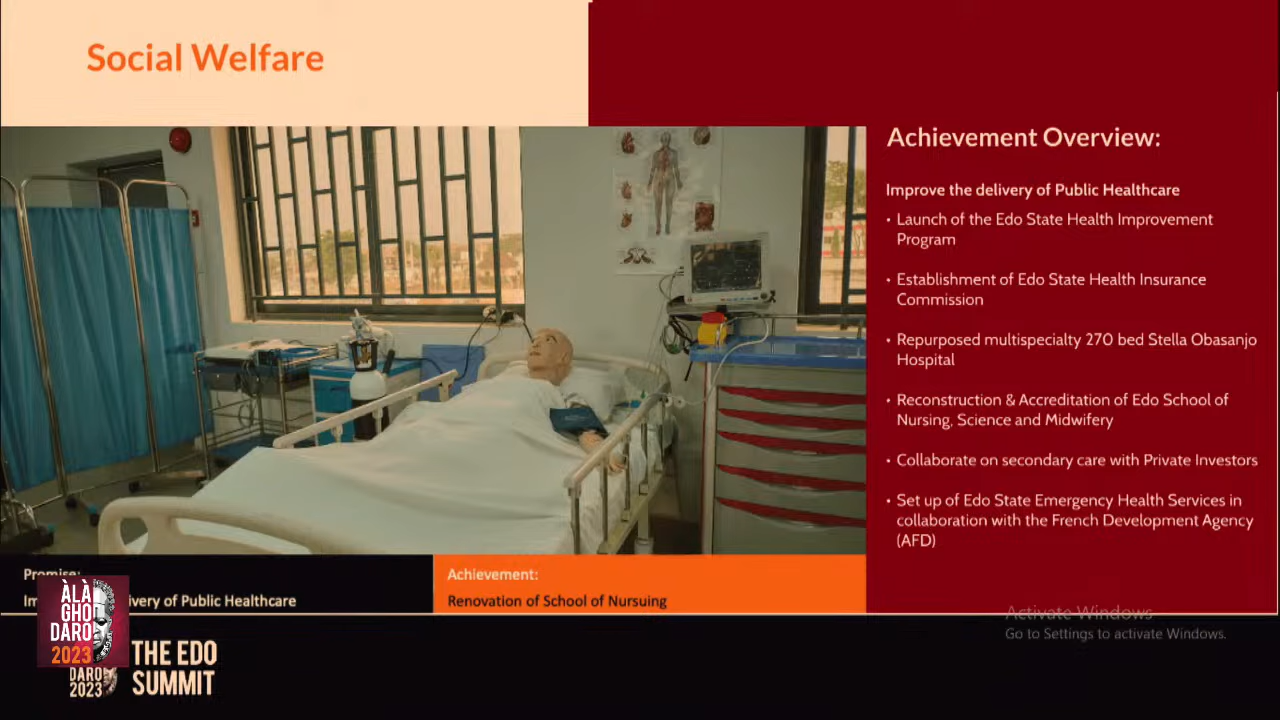 Social Welfare
Achievement Overview:
Improve the delivery of Public Healthcare
• Launch of the Edo State Health Improvement
Program
• Establishment of Edo State Health Insurance
Commission
• Repurposed multispecialty 270 bed Stella Obasanjo
Hospital
• Reconstruction & Accreditation of Edo School of
Nursing, Science and Midwifery
• Collaborate on secondary care with Private Investors
• Set up of Edo State Emergency Health Services in
collaboration with the French Development Agency
(AFD)
Promise:
of Public Healthcare
Achievement:
Renovation of School of Nursuing
Activate Windows
Go to Settings to activate Windows.
ÀLÀ
GHO
DARO
2023
DARO
2023
THE EDO
SUMMIT